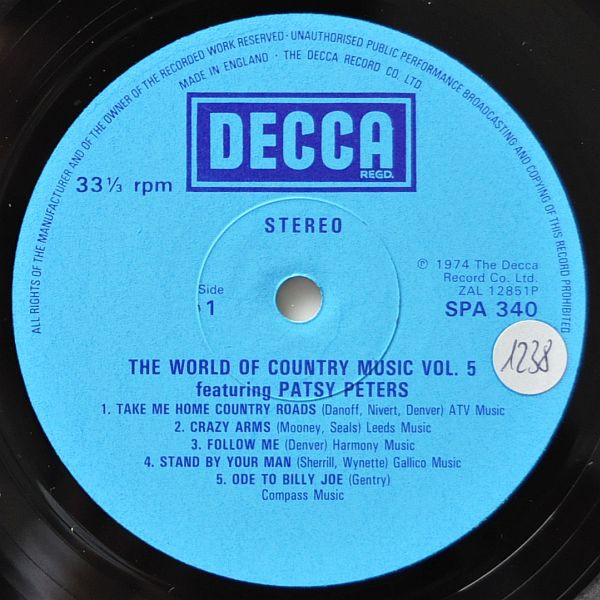 ALL RIGHTS OF THE MANUFACTURER AND OF THE OWNER OF THE RECORDED WORK RESERVED · UNAUTHORISED PUBLIC PERFORMANCE BROADCASTING AND COPYING OF THIS RECORD PROHIBITED
MADE IN ENGLAND · THE DECCA RECORD CO. LTD.
DECCA
REGD.
33⅓ rpm
STEREO
℗ 1974 The Decca
Record Co. Ltd.
ZAL 12851P
SPA 340
Side
1
1238
THE WORLD OF COUNTRY MUSIC VOL. 5
featuring PATSY PETERS
1. TAKE ME HOME COUNTRY ROADS (Danoff, Nivert, Denver) ATV Music
2. CRAZY ARMS (Mooney, Seals) Leeds Music
3. FOLLOW ME (Denver) Harmony Music
4. STAND BY YOUR MAN (Sherrill, Wynette) Gallico Music
5. ODE TO BILLY JOE (Gentry)
Compass Music